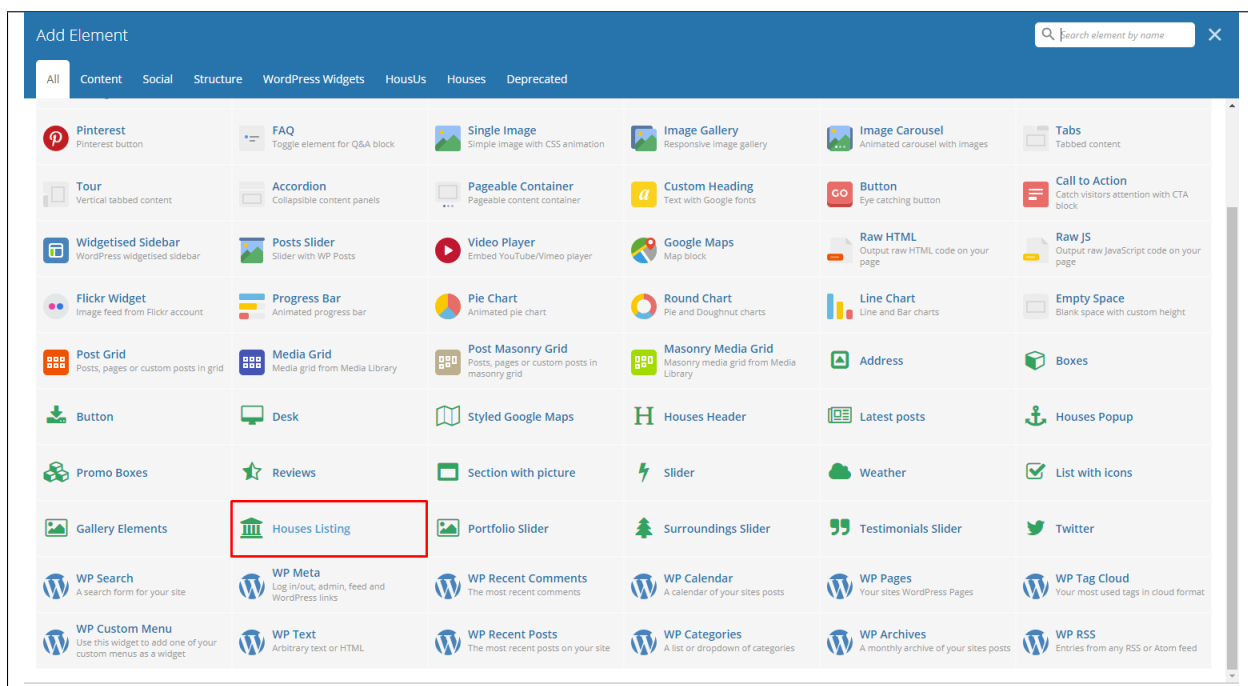 Add Element
Search element by name
All Content Social Structure WordPress Widgets HousUs Houses Deprecated
Pinterest
Pinterest button
FAQ
Toggle element for Q&A block
Single Image
Simple image with CSS animation
Image Gallery
Responsive image gallery
Image Carousel
Animated carousel with images
Tabs
Tabbed content
Tour
Vertical tabbed content
Accordion
Collapsible content panels
Pageable Container
Pageable content container
a
Custom Heading
Text with Google fonts
GO
Button
Eye catching button
Call to Action
Catch visitors attention with CTA
block
Widgetised Sidebar
WordPress widgetised sidebar
Posts Slider
Slider with WP Posts
Video Player
Embed YouTube/Vimeo player
Google Maps
Map block
Raw HTML
Output raw HTML code on your
page
Raw JS
Output raw JavaScript code on your
page
Flickr Widget
Image feed from Flickr account
Progress Bar
Animated progress bar
Pie Chart
Animated pie chart
Round Chart
Pie and Doughnut charts
Line Chart
Line and Bar charts
Empty Space
Blank space with custom height
Post Grid
Posts, pages or custom posts in grid
Media Grid
Media grid from Media Library
Post Masonry Grid
Posts, pages or custom posts in
masonry grid
Masonry Media Grid
Masonry media grid from Media
Library
Address
Boxes
Button
Desk
Styled Google Maps
H
Houses Header
Latest posts
Houses Popup
Promo Boxes
Reviews
Section with picture
Slider
Weather
List with icons
Gallery Elements
Houses Listing
Portfolio Slider
Surroundings Slider
Testimonials Slider
Twitter
WP Search
A search form for your site
WP Meta
Log in/out, admin, feed and
WordPress links
WP Recent Comments
The most recent comments
WP Calendar
A calendar of your sites posts
WP Pages
Your sites WordPress Pages
WP Tag Cloud
Your most used tags in cloud format
WP Custom Menu
Use this widget to add one of your
custom menus as a widget
WP Text
Arbitrary text or HTML
WP Recent Posts
The most recent posts on your site
WP Categories
A list or dropdown of categories
WP Archives
A monthly archive of your sites posts
WP RSS
Entries from any RSS or Atom feed